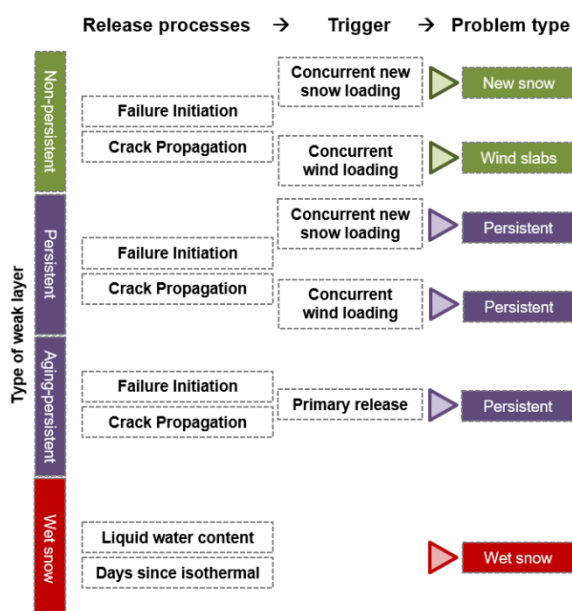 Release processes → Trigger → Problem type
Type of weak layer
Non-persistent
Failure Initiation
Crack Propagation
Concurrent new
snow loading
New snow
Concurrent
wind loading
Wind slabs
Persistent
Failure Initiation
Crack Propagation
Concurrent new
snow loading
Persistent
Concurrent
wind loading
Persistent
Aging-persistent
Failure Initiation
Crack Propagation
Primary release
Persistent
Wet snow
Liquid water content
Days since isothermal
Wet snow